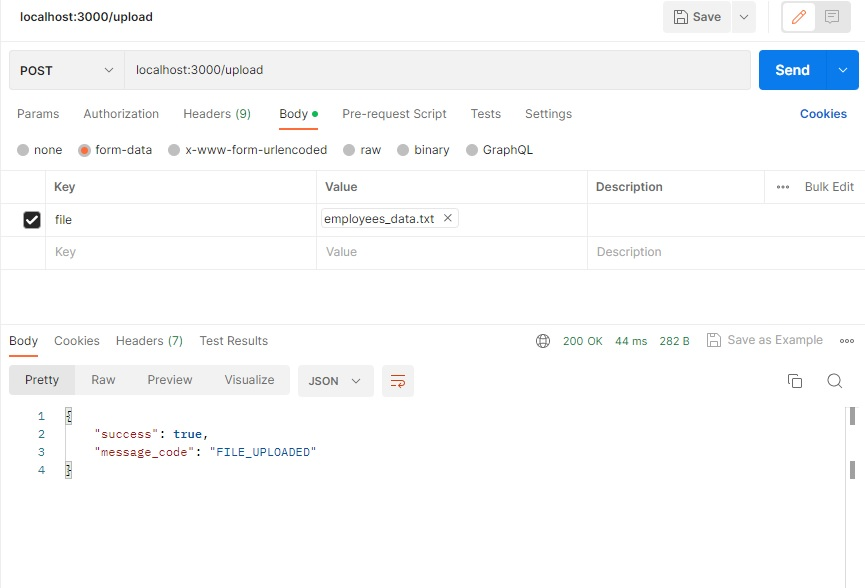 localhost:3000/upload Save
POST localhost:3000/upload Send
Params Authorization Headers (9) Body Pre-request Script Tests Settings Cookies
none form-data x-www-form-urlencoded raw binary GraphQL
Key Value Description Bulk Edit
file employees_data.txt
Key Value Description
Body Cookies Headers (7) Test Results 200 OK 44 ms 282 B Save as Example
Pretty Raw Preview Visualize JSON
1 {
2 "success": true,
3 "message_code": "FILE_UPLOADED"
4 }